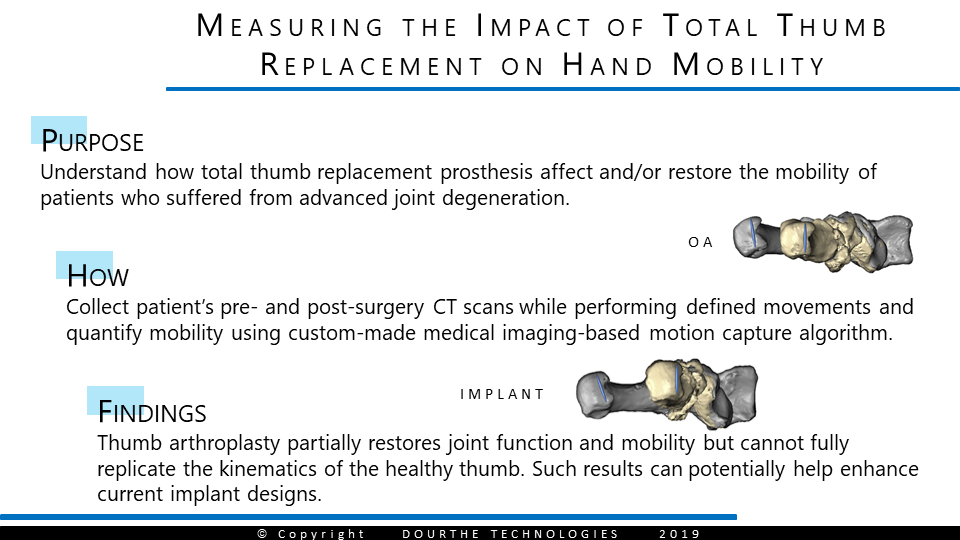 Measuring the Impact of Total Thumb
Replacement on Hand Mobility
Purpose
Understand how total thumb replacement prosthesis affect and/or restore the mobility of
patients who suffered from advanced joint degeneration.
OA
How
Collect patient’s pre- and post-surgery CT scans while performing defined movements and
quantify mobility using custom-made medical imaging-based motion capture algorithm.
IMPLANT
Findings
Thumb arthroplasty partially restores joint function and mobility but cannot fully
replicate the kinematics of the healthy thumb. Such results can potentially help enhance
current implant designs.
© Copyright DOURTHE TECHNOLOGIES 2019